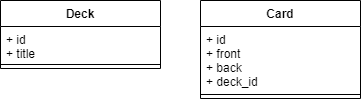 Deck
+ id
+ title
Card
+ id
+ front
+ back
+ deck_id